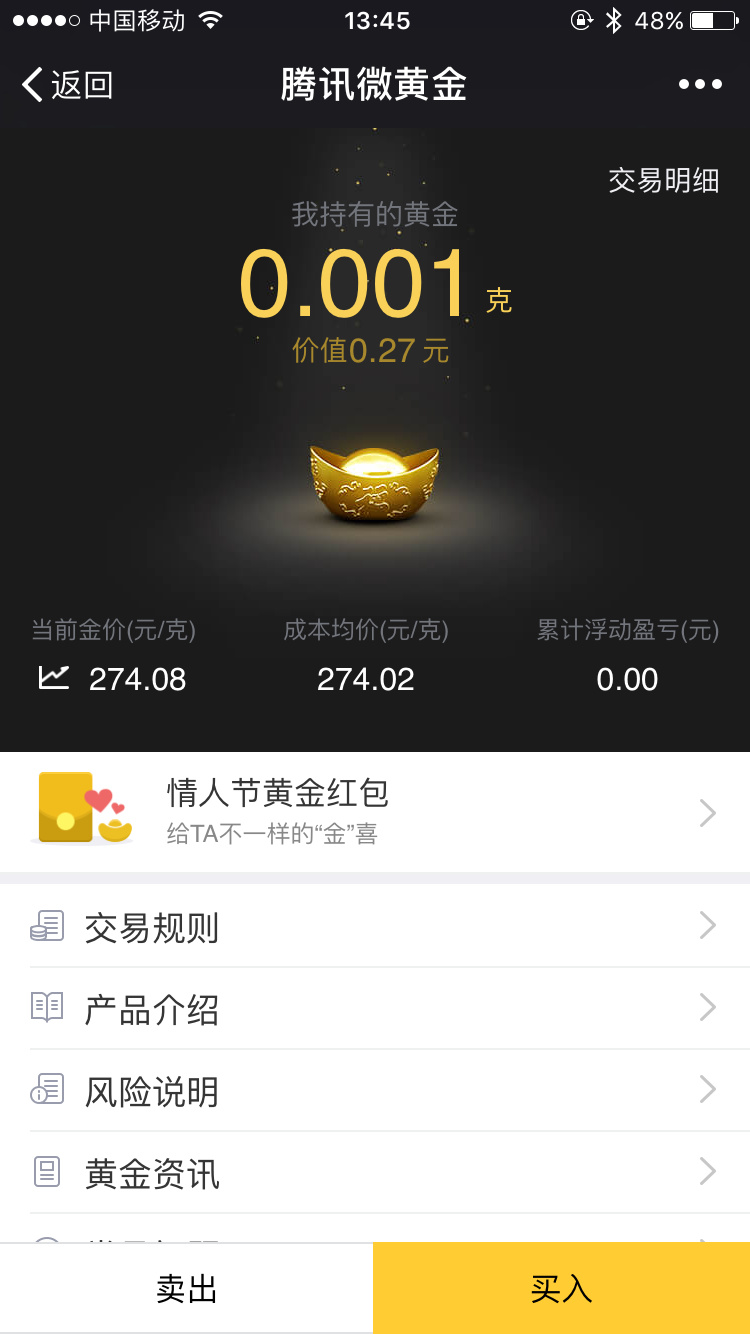 中国移动 13:45 48%
返回 腾讯微黄金
交易明细
我持有的黄金
0.001 克
价值0.27 元
当前金价(元/克) 成本均价(元/克) 累计浮动盈亏(元)
274.08 274.02 0.00
情人节黄金红包
给TA不一样的“金”喜
交易规则
产品介绍
风险说明
黄金资讯
卖出 买入